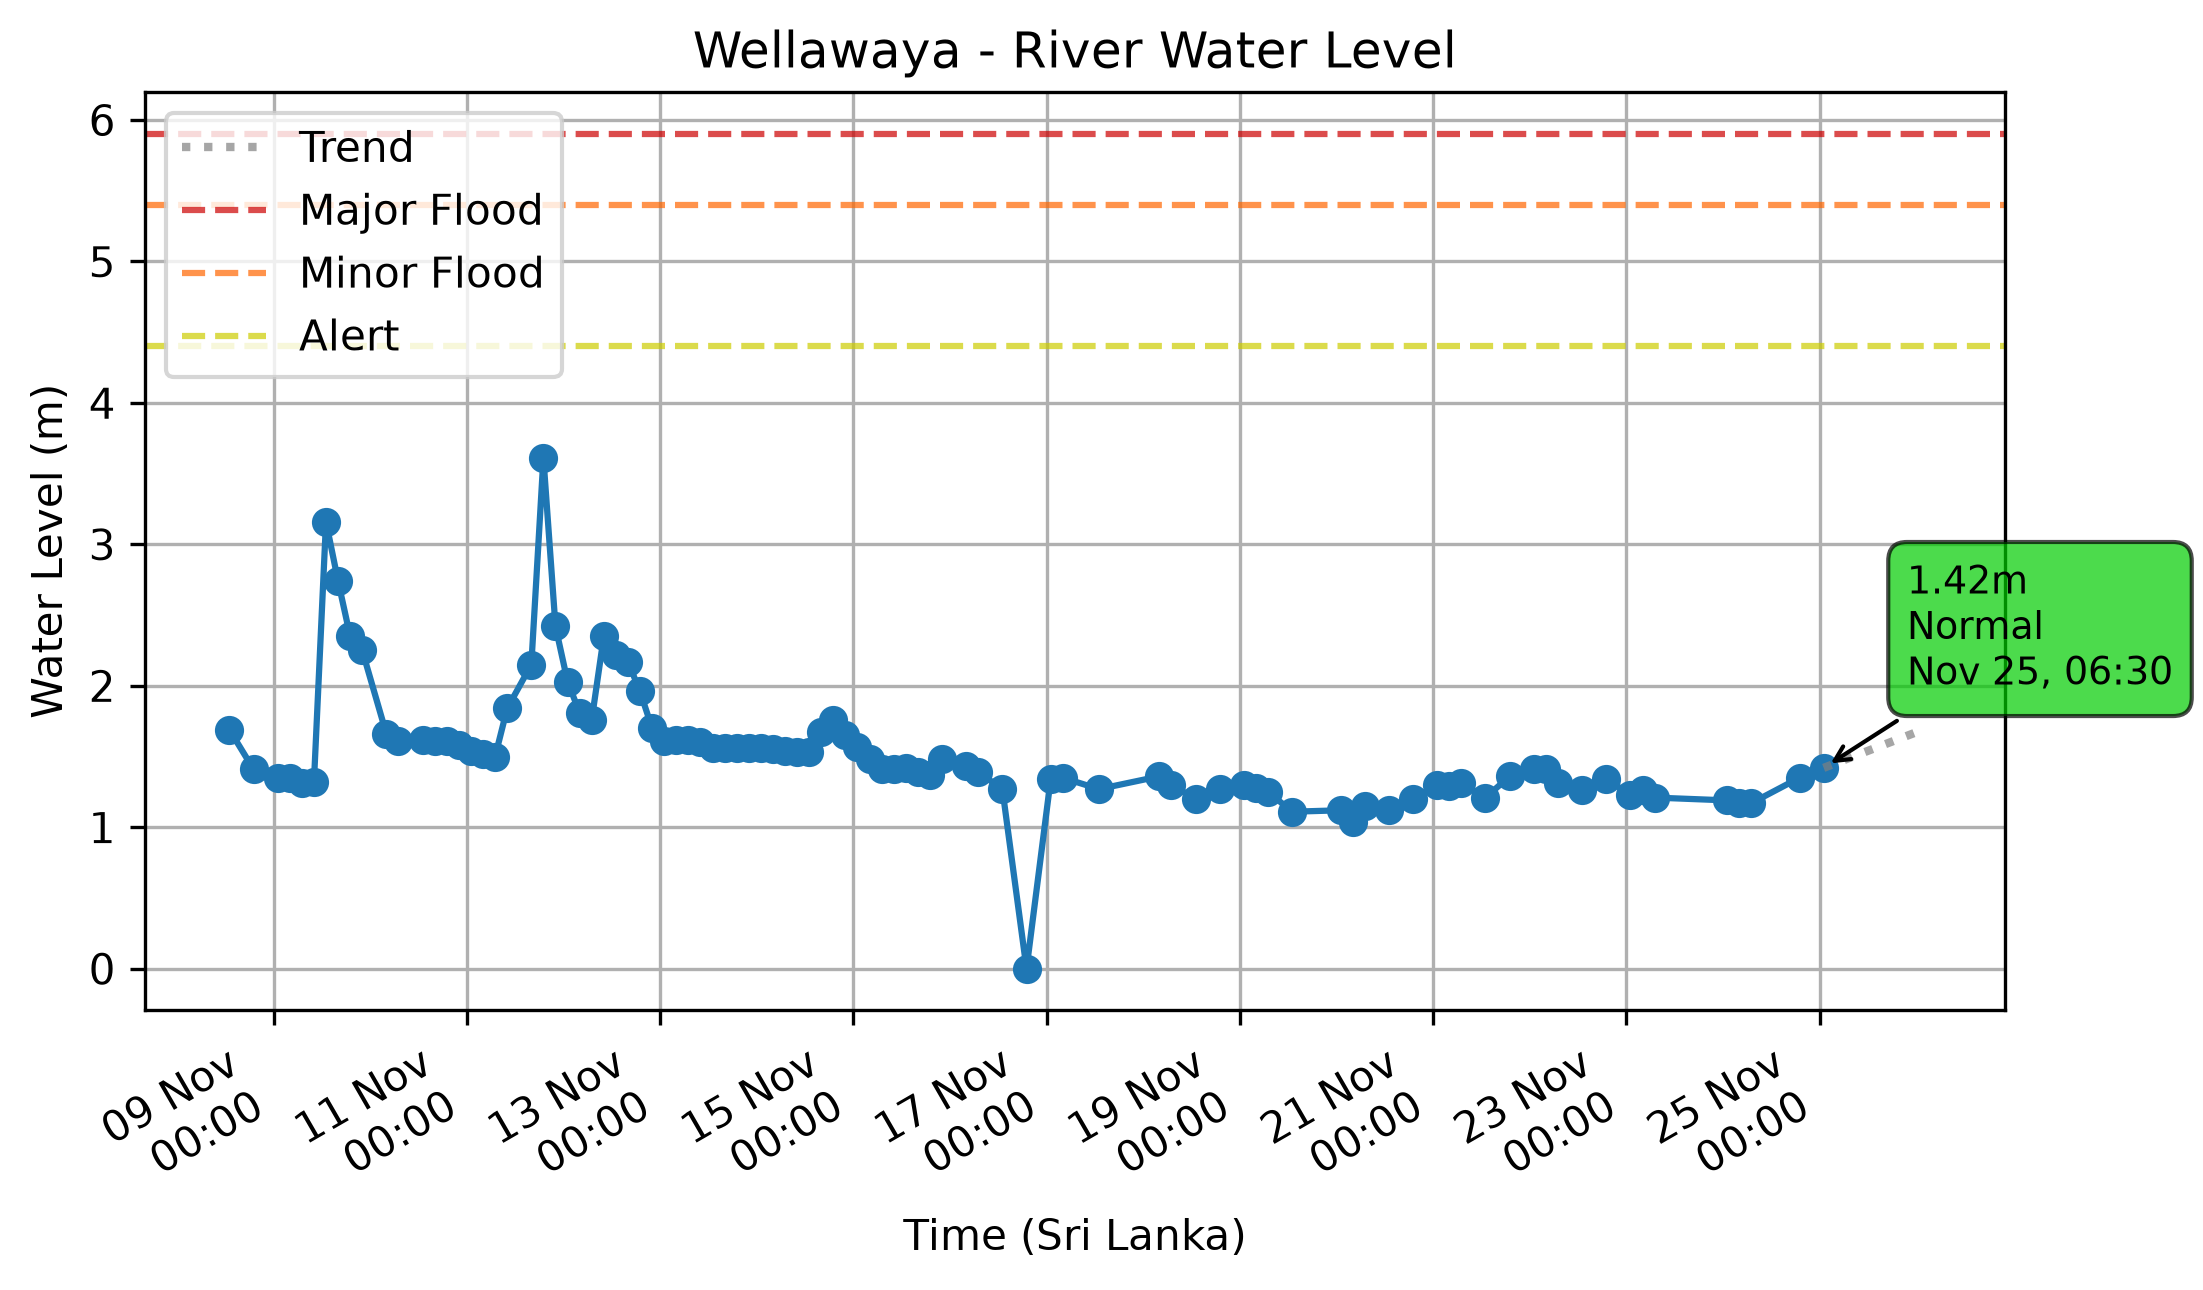 Wellawaya - River Water Level
Trend
Major Flood
Minor Flood
Alert
6
5
4
3
2
1
0
Water Level (m)
1.42m
Normal
Nov 25, 06:30
09 Nov
00:00
11 Nov
00:00
13 Nov
00:00
15 Nov
00:00
17 Nov
00:00
19 Nov
00:00
21 Nov
00:00
23 Nov
00:00
25 Nov
00:00
Time (Sri Lanka)